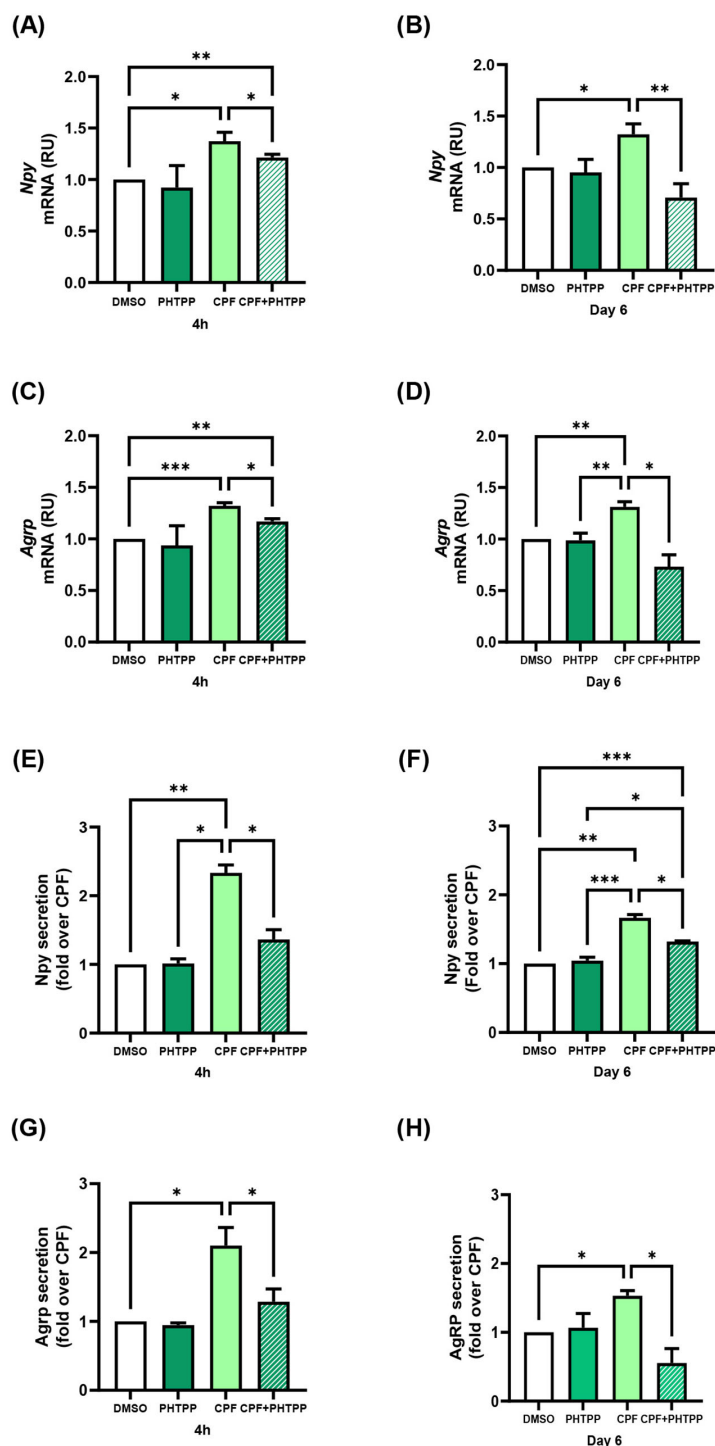 (A)
**
*
*
2.0
1.5
1.0
0.5
0.0
Npy
mRNA (RU)
DMSO PHTPP CPF CPF+PHTPP
4h
(B)
*
**
2.0
1.5
1.0
0.5
0.0
Npy
mRNA (RU)
DMSO PHTPP CPF CPF+PHTPP
Day 6
(C)
**
***
*
2.0
1.5
1.0
0.5
0.0
Agrp
mRNA (RU)
DMSO PHTPP CPF CPF+PHTPP
4h
(D)
**
**
*
2.0
1.5
1.0
0.5
0.0
Agrp
mRNA (RU)
DMSO PHTPP CPF CPF+PHTPP
Day 6
(E)
**
*
*
3
2
1
0
Npy secretion
(fold over CPF)
DMSO PHTPP CPF CPF+PHTPP
4h
(F)
***
*
**
***
*
3
2
1
0
Npy secretion
(Fold over CPF)
DMSO PHTPP CPF CPF+PHTPP
Day 6
(G)
*
*
3
2
1
0
Agrp secretion
(fold over CPF)
DMSO PHTPP CPF CPF+PHTPP
4h
(H)
*
*
3
2
1
0
AgRP secretion
(fold over CPF)
DMSO PHTPP CPF CPF+PHTPP
Day 6